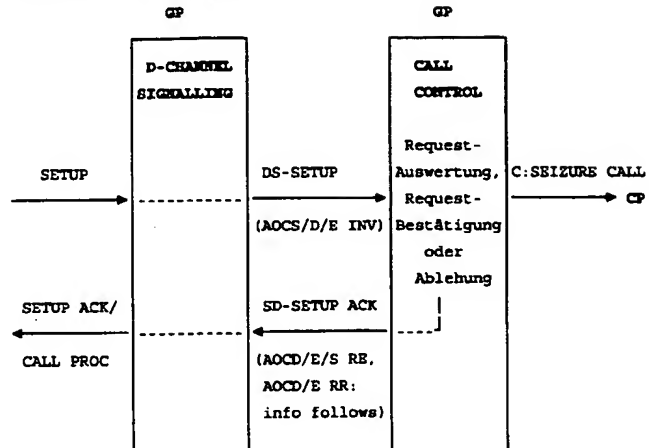 GP GP
D-CHANNEL
SIGNALLING
CALL
CONTROL
Request-
Auswertung,
Request-
Bestätigung
oder
Ablehung
SETUP
DS-SETUP
(AOCS/D/E INV)
C:SEIZURE CALL
CP
SETUP ACK/
CALL PROC
SD-SETUP ACK
(AOCD/E/S RE,
AOCD/E RR:
info follows)